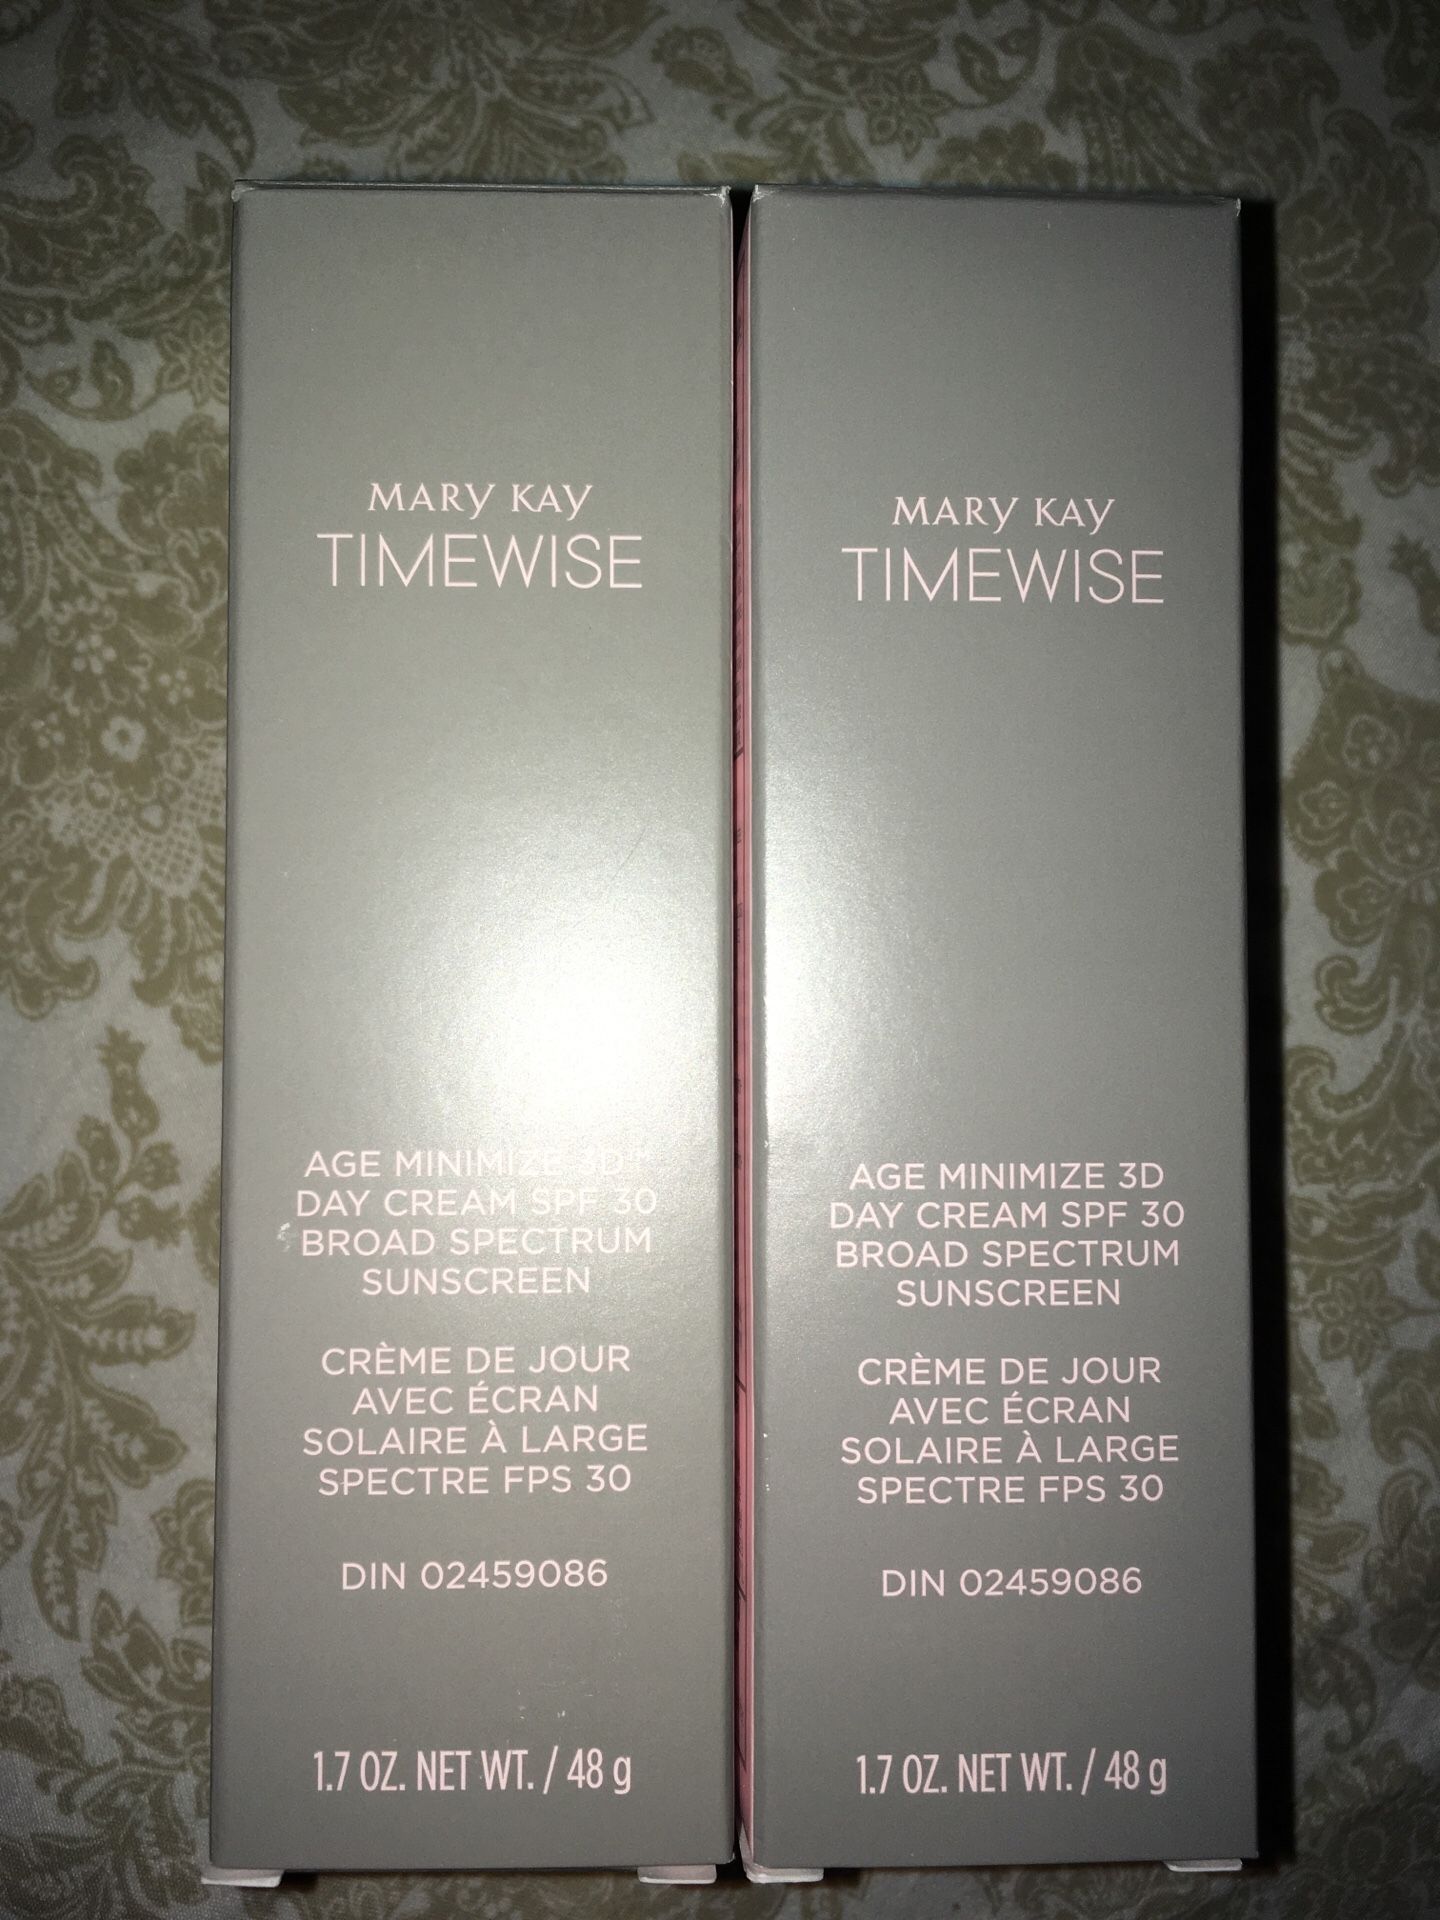 MARY KAY
TIMEWISE
AGE MINIMIZE 3D™
DAY CREAM SPF 30
BROAD SPECTRUM
SUNSCREEN
CRÈME DE JOUR
AVEC ÉCRAN
SOLAIRE À LARGE
SPECTRE FPS 30
DIN 02459086
1.7 OZ. NET WT. / 48 g
MARY KAY
TIMEWISE
AGE MINIMIZE 3D
DAY CREAM SPF 30
BROAD SPECTRUM
SUNSCREEN
CRÈME DE JOUR
AVEC ÉCRAN
SOLAIRE À LARGE
SPECTRE FPS 30
DIN 02459086
1.7 OZ. NET WT. / 48 g